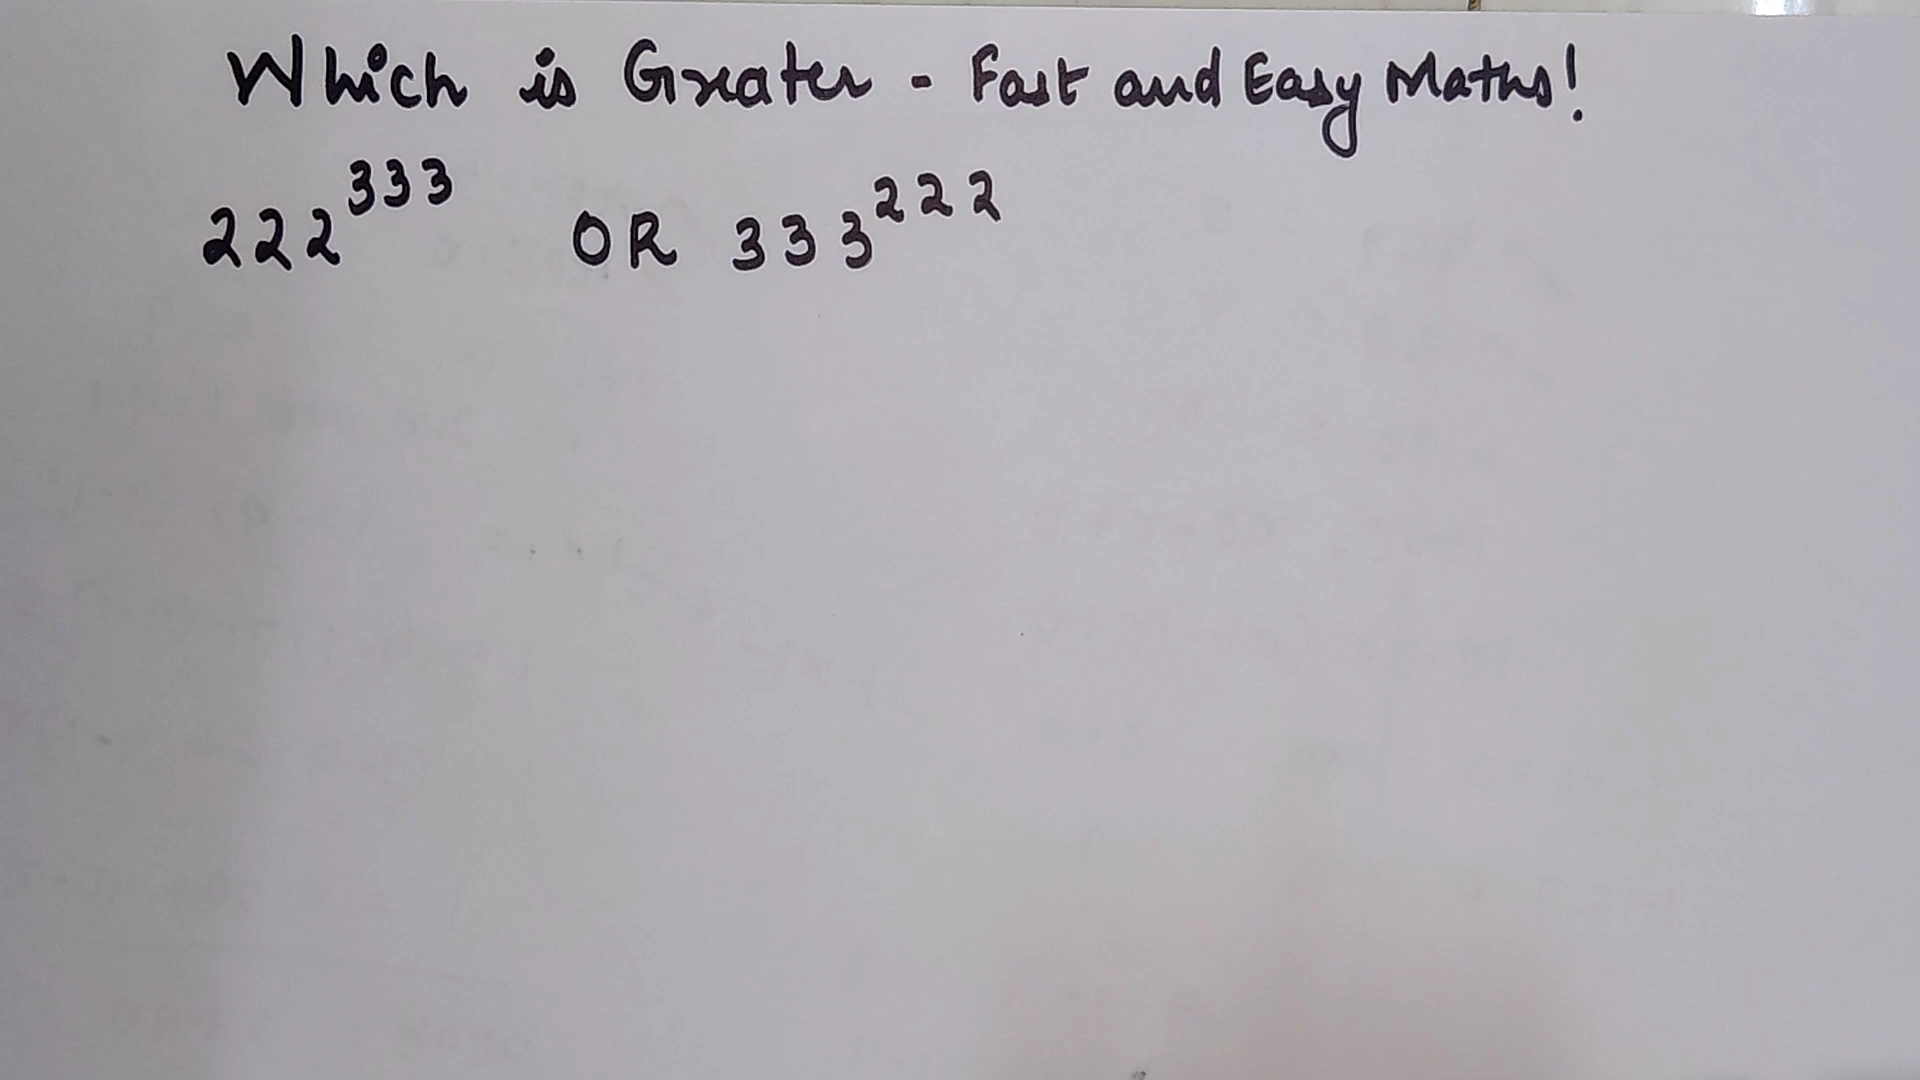 Which is Greater - Fast and Easy Maths!
222^333 OR 333^222